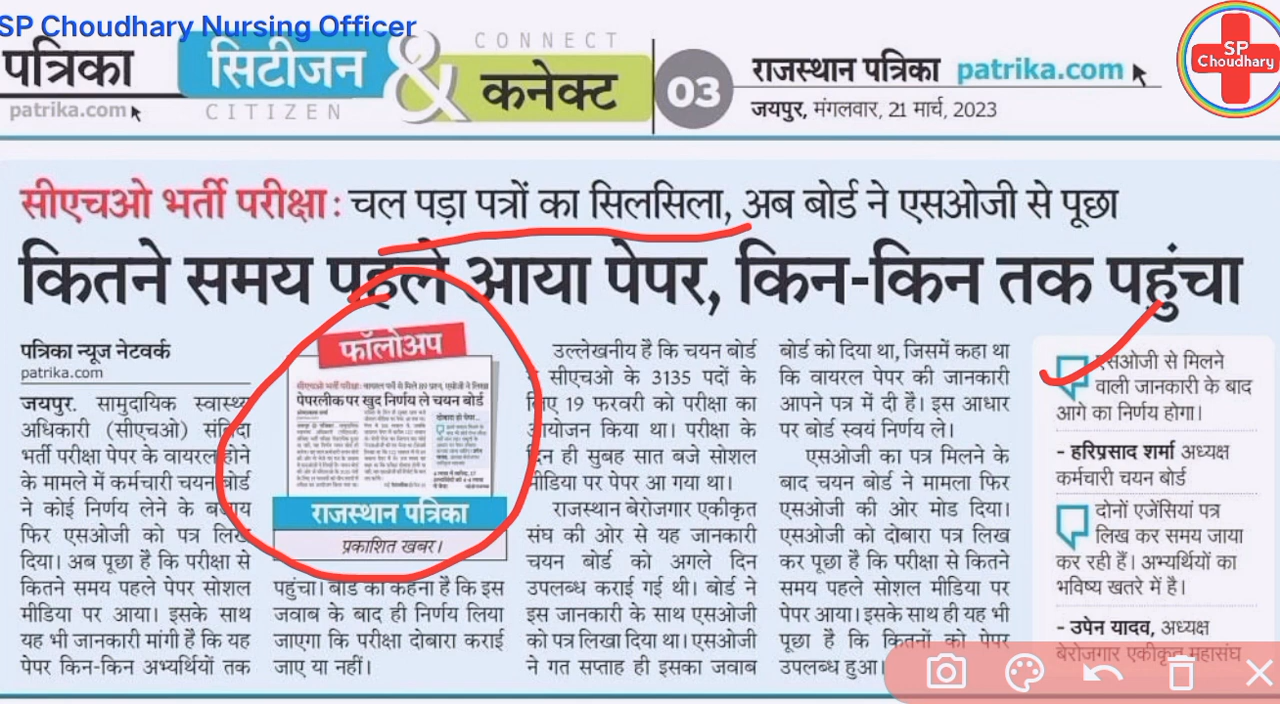 SP Choudhary Nursing Officer
पत्रिका
patrika.com
सिटीजन
CITIZEN
&
CONNECT
कनेक्ट
03
राजस्थान पत्रिका patrika.com
जयपुर, मंगलवार, 21 मार्च, 2023
SP
Choudhary
सीएचओ भर्ती परीक्षा: चल पड़ा पत्रों का सिलसिला, अब बोर्ड ने एसओजी से पूछा
कितने समय पहले आया पेपर, किन-किन तक पहुंचा
पत्रिका न्यूज नेटवर्क
patrika.com
जयपुर. सामुदायिक स्वास्थ्य
अधिकारी (सीएचओ) संविदा
भर्ती परीक्षा पेपर के वायरल होने
के मामले में कर्मचारी चयन बोर्ड
ने कोई निर्णय लेने के बजाय
फिर एसओजी को पत्र लिख
दिया। अब पूछा है कि परीक्षा से
कितने समय पहले पेपर सोशल
मीडिया पर आया। इसके साथ
यह भी जानकारी मांगी है कि यह
पेपर किन-किन अभ्यर्थियों तक
फॉलोअप
सीएचओ भर्ती परीक्षा:
पेपरलीक पर खुद निर्णय ले चयन बोर्ड
राजस्थान पत्रिका
प्रकाशित खबर।
पहुंचा। बोर्ड का कहना है कि इस
जवाब के बाद ही निर्णय लिया
जाएगा कि परीक्षा दोबारा कराई
जाए या नहीं।
उल्लेखनीय है कि चयन बोर्ड
ने सीएचओ के 3135 पदों के
लिए 19 फरवरी को परीक्षा का
आयोजन किया था। परीक्षा के
दिन ही सुबह सात बजे सोशल
मीडिया पर पेपर आ गया था।
राजस्थान बेरोजगार एकीकृत
संघ की ओर से यह जानकारी
चयन बोर्ड को अगले दिन
उपलब्ध कराई गई थी। बोर्ड ने
इस जानकारी के साथ एसओजी
को पत्र लिखा दिया था। एसओजी
ने गत सप्ताह ही इसका जवाब
बोर्ड को दिया था, जिसमें कहा था
कि वायरल पेपर की जानकारी
आपने पत्र में दी है। इस आधार
पर बोर्ड स्वयं निर्णय ले।
एसओजी का पत्र मिलने के
बाद चयन बोर्ड ने मामला फिर
एसओजी की ओर मोड दिया।
एसओजी को दोबारा पत्र लिख
कर पूछा है कि परीक्षा से कितने
समय पहले सोशल मीडिया पर
पेपर आया। इसके साथ ही यह भी
पूछा है कि कितनों को पेपर
उपलब्ध हुआ।
एसओजी से मिलने
वाली जानकारी के बाद
आगे का निर्णय होगा।
- हरिप्रसाद शर्मा अध्यक्ष
कर्मचारी चयन बोर्ड
दोनों एजेंसियां पत्र
लिख कर समय जाया
कर रही हैं। अभ्यर्थियों का
भविष्य खतरे में है।
- उपेन यादव, अध्यक्ष
बेरोजगार एकीकृत महासंघ